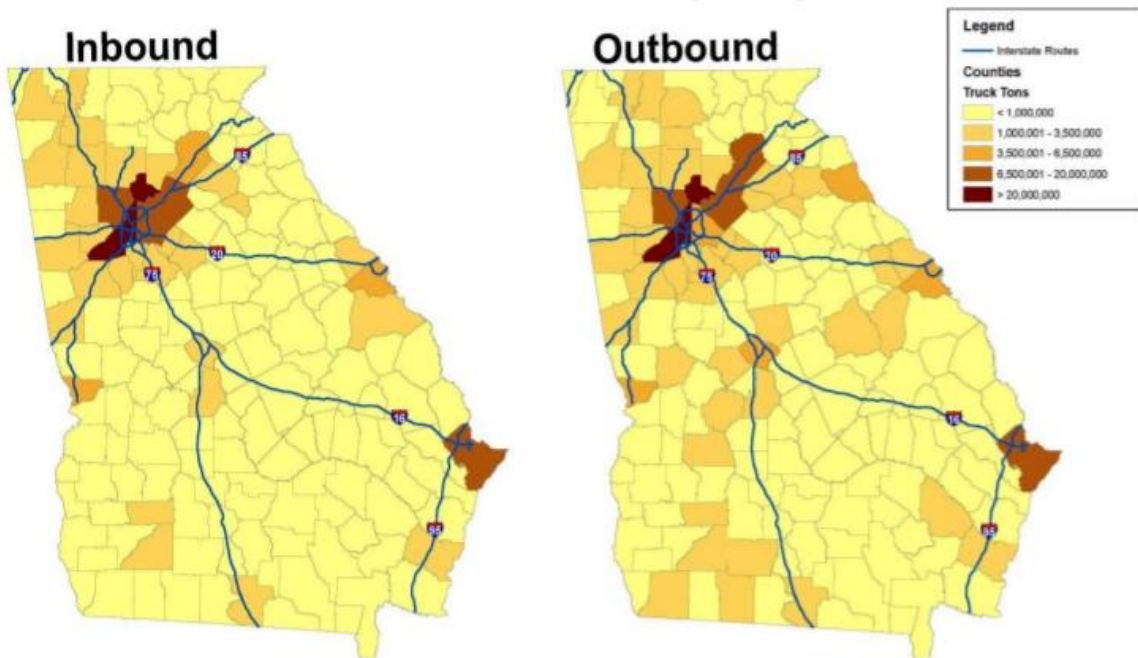 Inbound
Outbound
Legend
Interstate Routes
Counties
Truck Tons
< 1,000,000
1,000,001 - 3,500,000
3,500,001 - 6,500,000
6,500,001 - 20,000,000
> 20,000,000
85
20
75
16
95
85
20
75
16
95